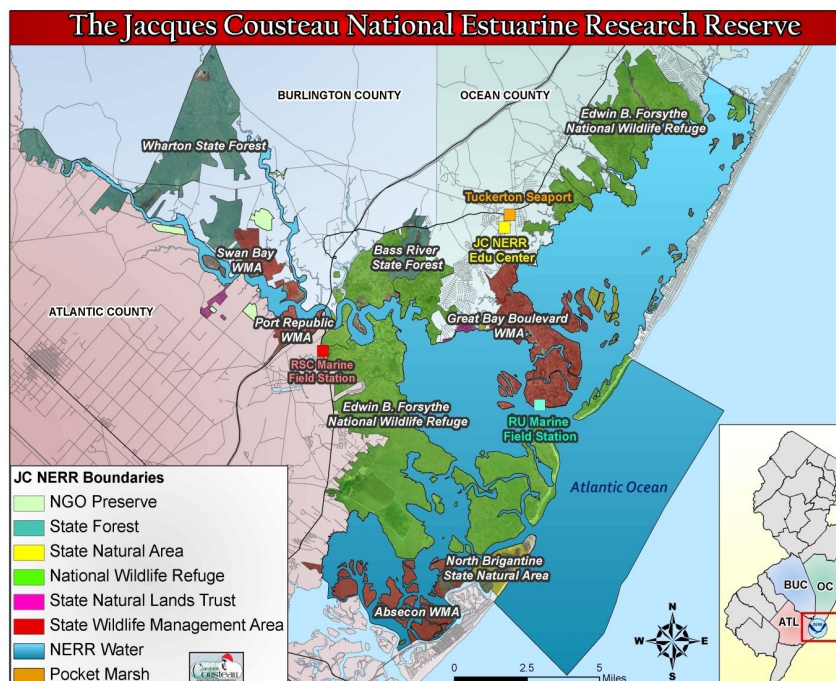 The Jacques Cousteau National Estuarine Research Reserve
BURLINGTON COUNTY
OCEAN COUNTY
Edwin B. Forsythe
National Wildlife Refuge
Wharton State Forest
Tuckerton Seaport
JC NERR
Edu Center
Swan Bay
WMA
Bass River
State Forest
ATLANTIC COUNTY
Port Republic
WMA
Great Bay Boulevard
WMA
RSC Marine
Field Station
Edwin B. Forsythe
National Wildlife Refuge
RU Marine
Field Station
Atlantic Ocean
North Brigantine
State Natural Area
Absecon WMA
JC NERR Boundaries
NGO Preserve
State Forest
State Natural Area
National Wildlife Refuge
State Natural Lands Trust
State Wildlife Management Area
NERR Water
Pocket Marsh
Cousteau
N
W
E
S
0
2.5
5
Miles
BUC
OC
ATL